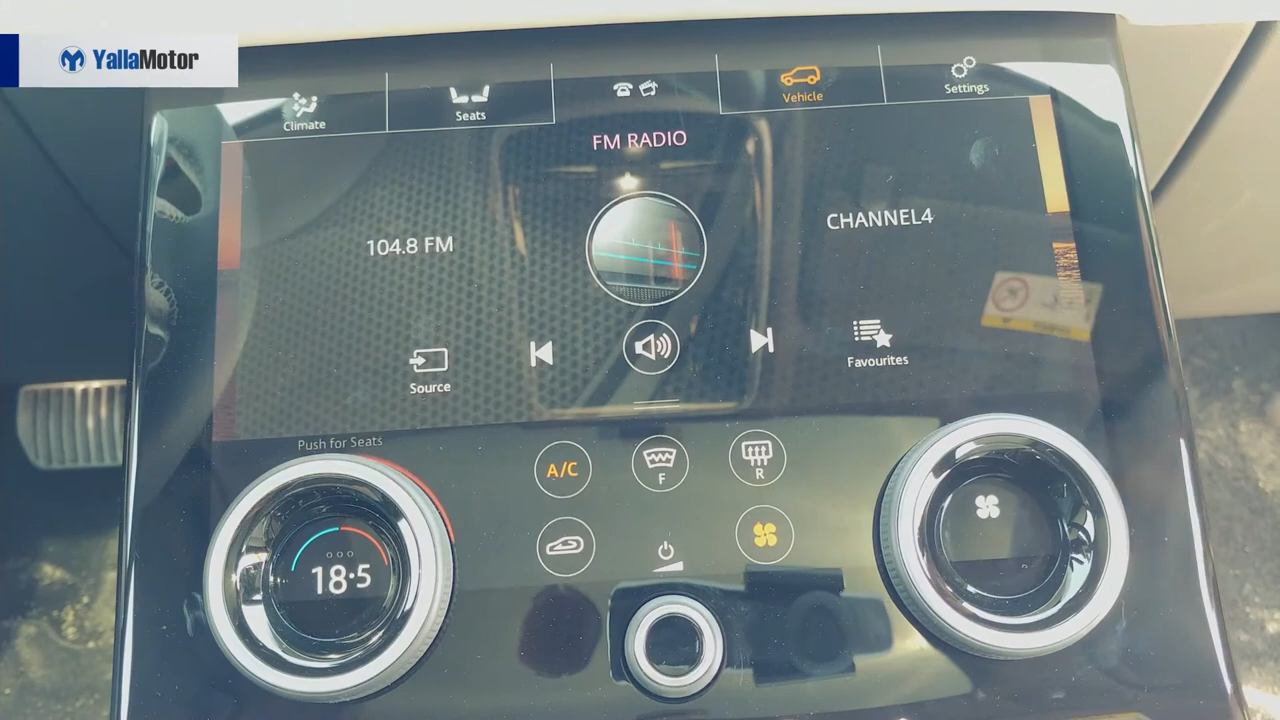 YallaMotor
Climate
Seats
Vehicle
Settings
FM RADIO
104.8 FM
CHANNEL4
Source
Favourites
Push for Seats
A/C
F
R
18·5